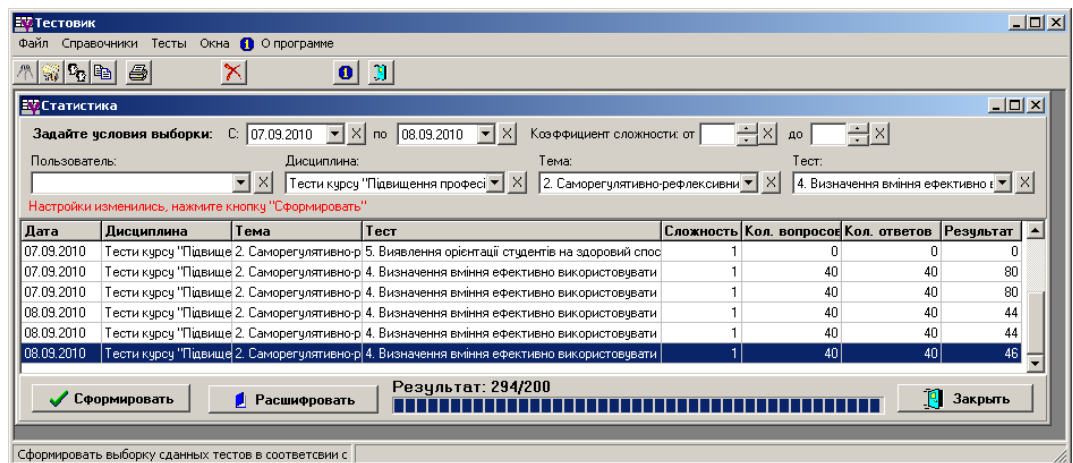 Тестовик
Файл Справочники Тесты Окна О программе
Статистика
Задайте условия выборки: С: 07.09.2010 по 08.09.2010 Коэффициент сложности: от до
Пользователь: Дисциплина: Тема: Тест:
Тести курсу "Підвищення професі 2. Саморегулятивно-рефлексивни 4. Визначення вміння ефективно
Настройки изменились, нажмите кнопку "Сформировать"
Дата Дисциплина Тема Тест Сложность Кол. вопросов Кол. ответов Результат
07.09.2010 Тести курсу "Підвище 2. Саморегулятивно-р 5. Виявлення орієнтації студентів на здоровий спос 1 0 0 0
07.09.2010 Тести курсу "Підвище 2. Саморегулятивно-р 4. Визначення вміння ефективно використовувати 1 40 40 80
07.09.2010 Тести курсу "Підвище 2. Саморегулятивно-р 4. Визначення вміння ефективно використовувати 1 40 40 80
08.09.2010 Тести курсу "Підвище 2. Саморегулятивно-р 4. Визначення вміння ефективно використовувати 1 40 40 44
08.09.2010 Тести курсу "Підвище 2. Саморегулятивно-р 4. Визначення вміння ефективно використовувати 1 40 40 44
08.09.2010 Тести курсу "Підвище 2. Саморегулятивно-р 4. Визначення вміння ефективно використовувати 1 40 40 46
Сформировать Расшифровать Результат: 294/200 Закрыть
Сформировать выборку сданных тестов в соответсвии с